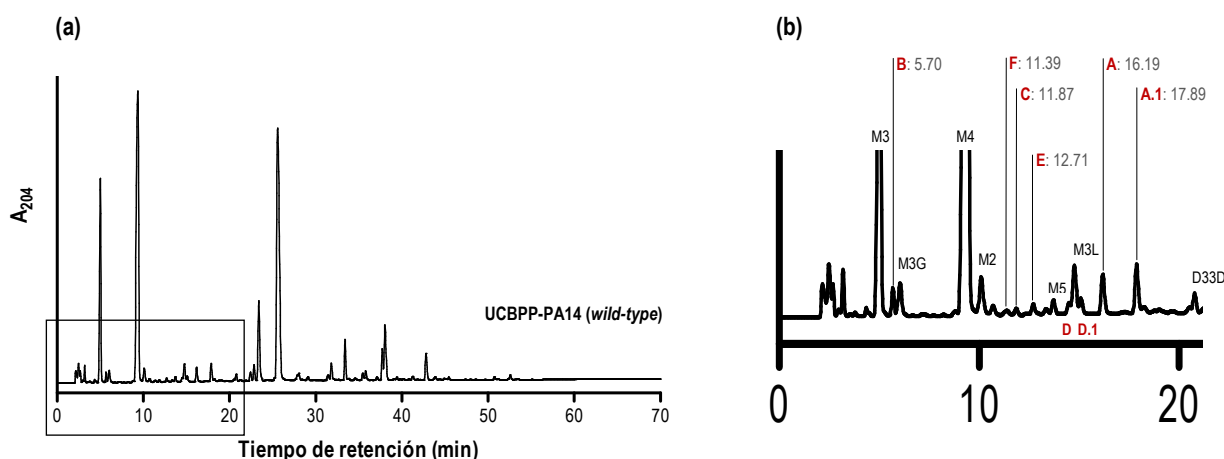 (a)
A204
UCBPP-PA14 (wild-type)
0 10 20 30 40 50 60 70
Tiempo de retención (min)
(b)
B: 5.70
F: 11.39
A: 16.19
C: 11.87
A.1: 17.89
M3
M4
E: 12.71
M3G
M2
M5
M3L
D33D
D D.1
0 10 20